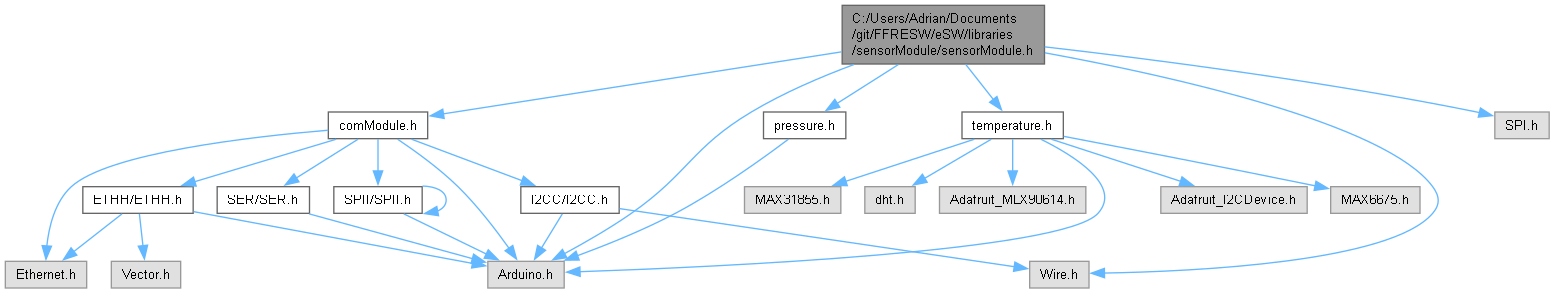 C:/Users/Adrian/Documents
/git/FFRESW/eSW/libraries
/sensorModule/sensorModule.h
comModule.h
pressure.h
temperature.h
SPI.h
ETHH/ETHH.h
SER/SER.h
SPII/SPII.h
I2CC/I2CC.h
MAX31855.h
dht.h
Adafruit_MLX90614.h
Adafruit_I2CDevice.h
MAX6675.h
Ethernet.h
Vector.h
Arduino.h
Wire.h